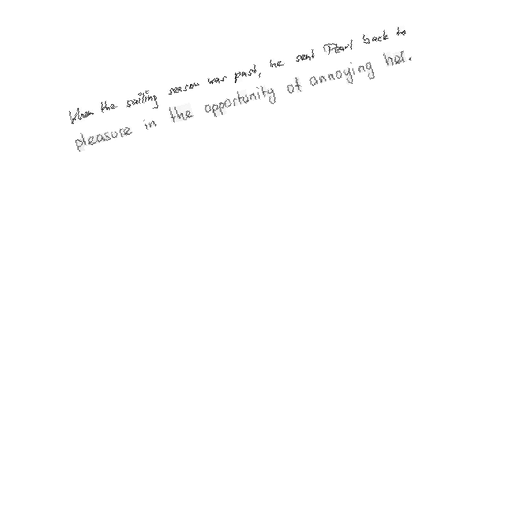 When the sailing season was past, he sent Pearl back to
pleasure in the opportunity of annoying her.